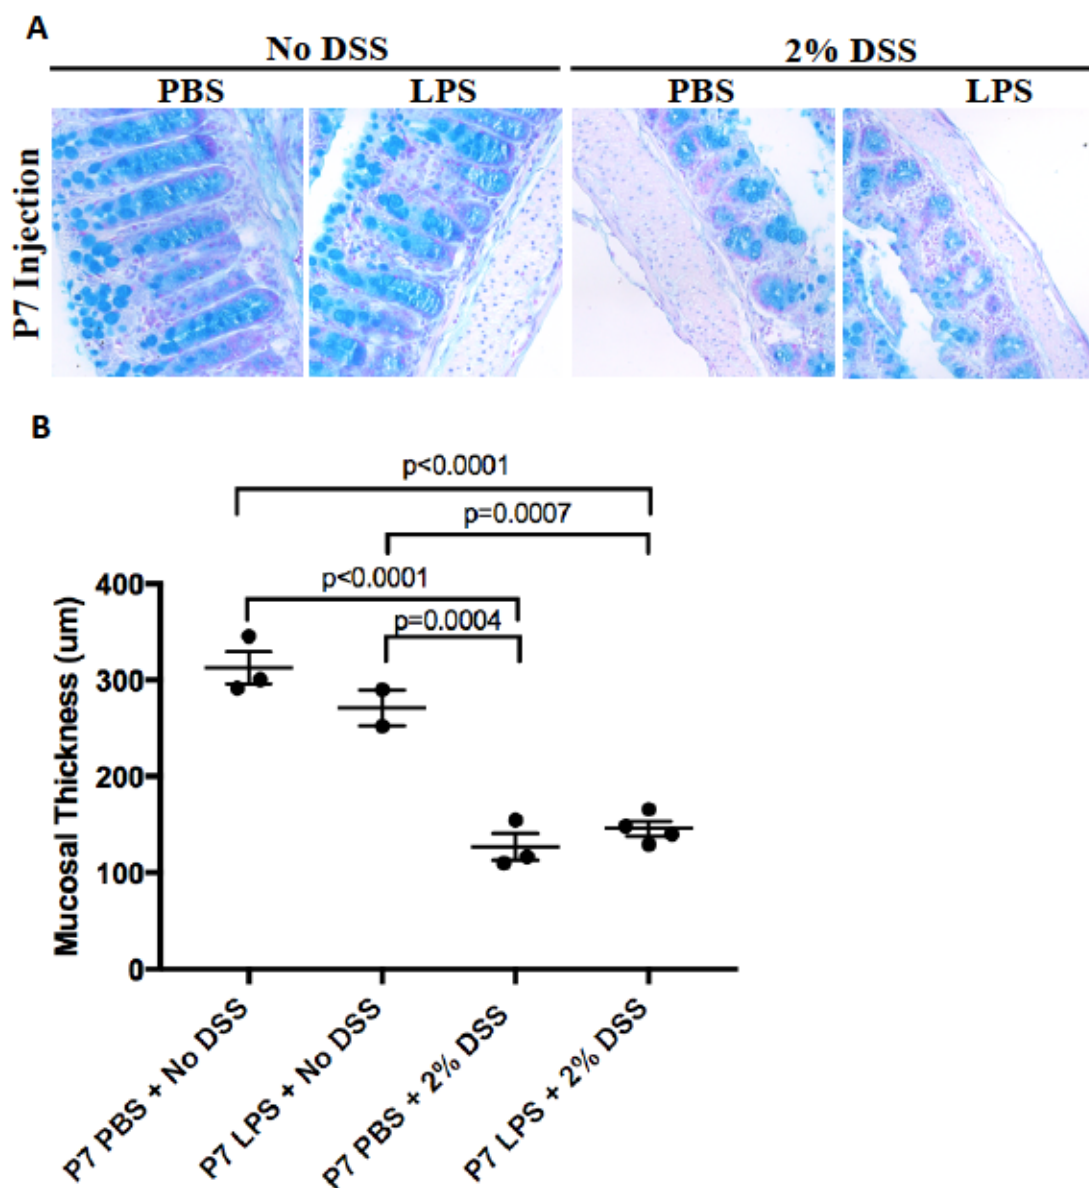 A
No DSS 2% DSS
PBS LPS PBS LPS
P7 Injection
B
p<0.0001
p=0.0007
p<0.0001
p=0.0004
Mucosal Thickness (um)
400
300
200
100
0
P7 PBS + No DSS
P7 LPS + No DSS
P7 PBS + 2% DSS
P7 LPS + 2% DSS